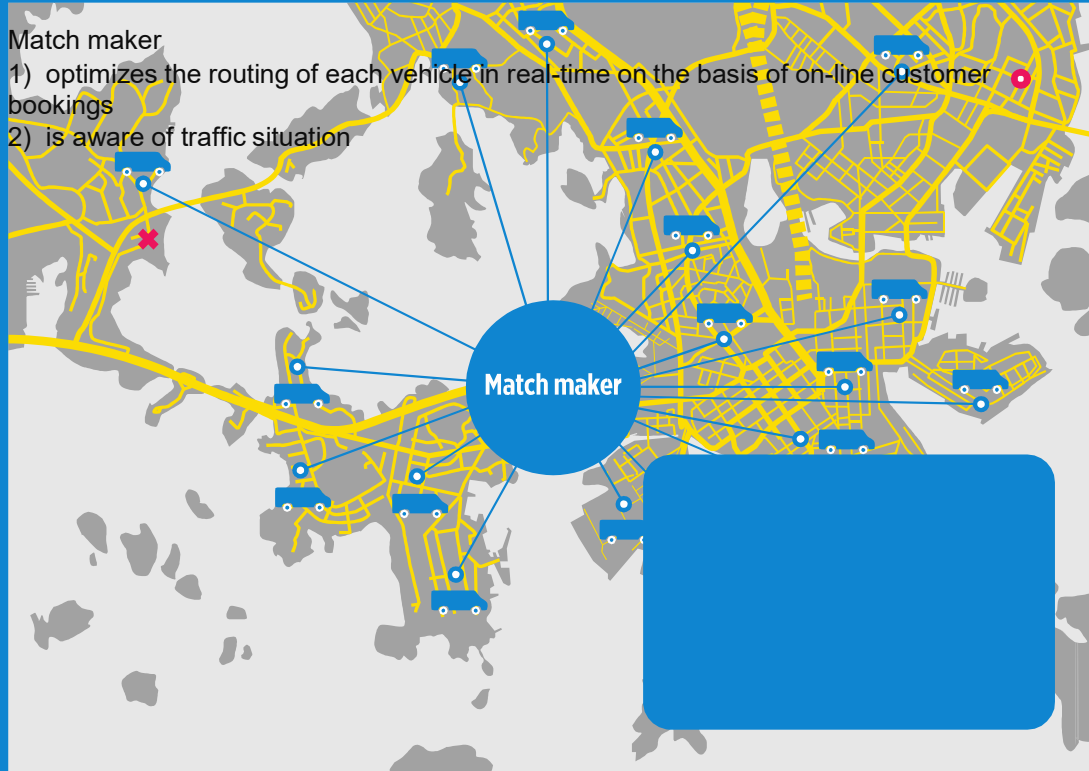 Match maker
1) optimizes the routing of each vehicle in real-time on the basis of on-line customer
bookings
2) is aware of traffic situation
Match maker